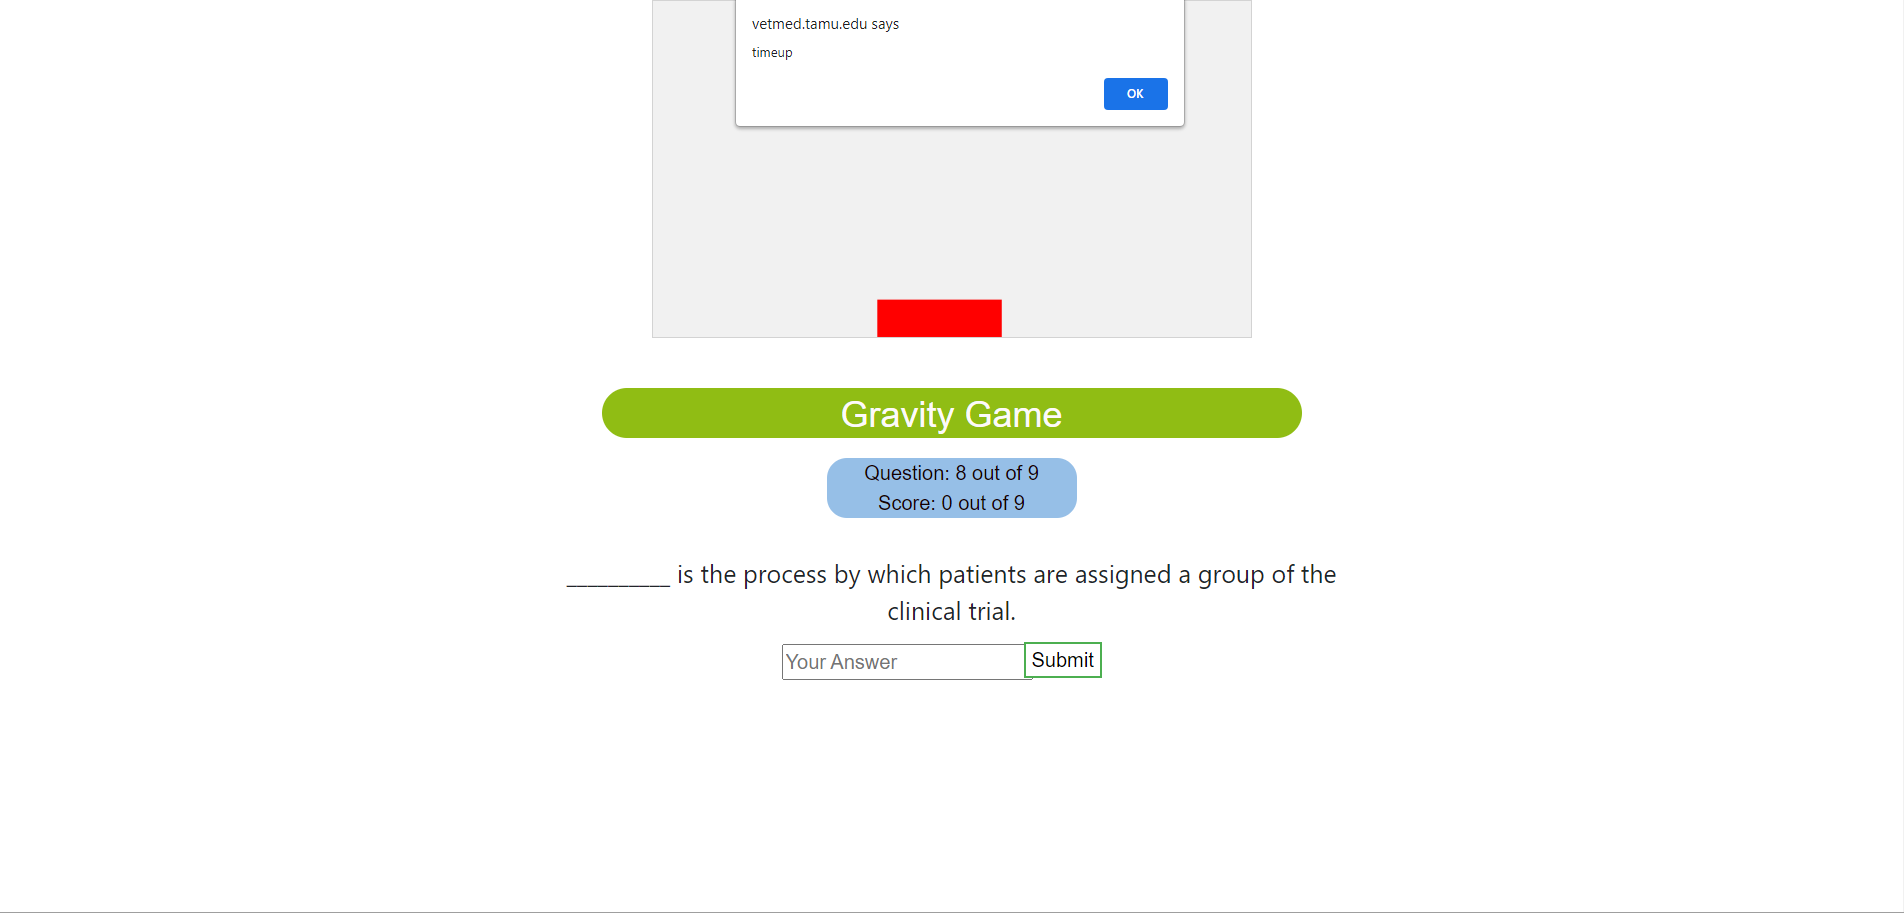 vetmed.tamu.edu says
timeup
OK
Gravity Game
Question: 8 out of 9
Score: 0 out of 9
__________ is the process by which patients are assigned a group of the
clinical trial.
Your Answer
Submit